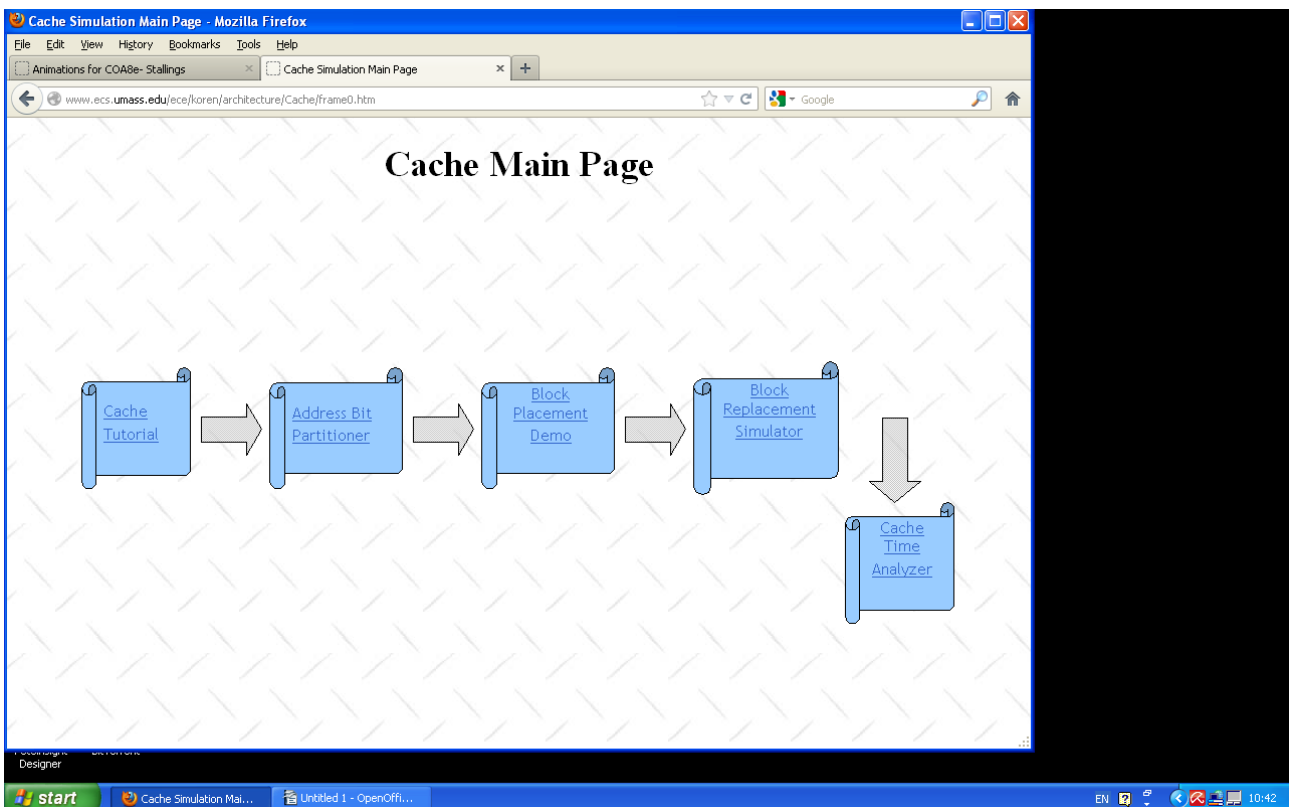 Cache Simulation Main Page - Mozilla Firefox
File Edit View History Bookmarks Tools Help
Animations for COA8e- Stallings
Cache Simulation Main Page
www.ecs.umass.edu/ece/koren/architecture/Cache/frame0.htm
Google
Cache Main Page
Cache
Tutorial
Address Bit
Partitioner
Block
Placement
Demo
Block
Replacement
Simulator
Cache
Time
Analyzer
Designer
start
Cache Simulation Mai...
Untitled 1 - OpenOffi...
EN
10:42